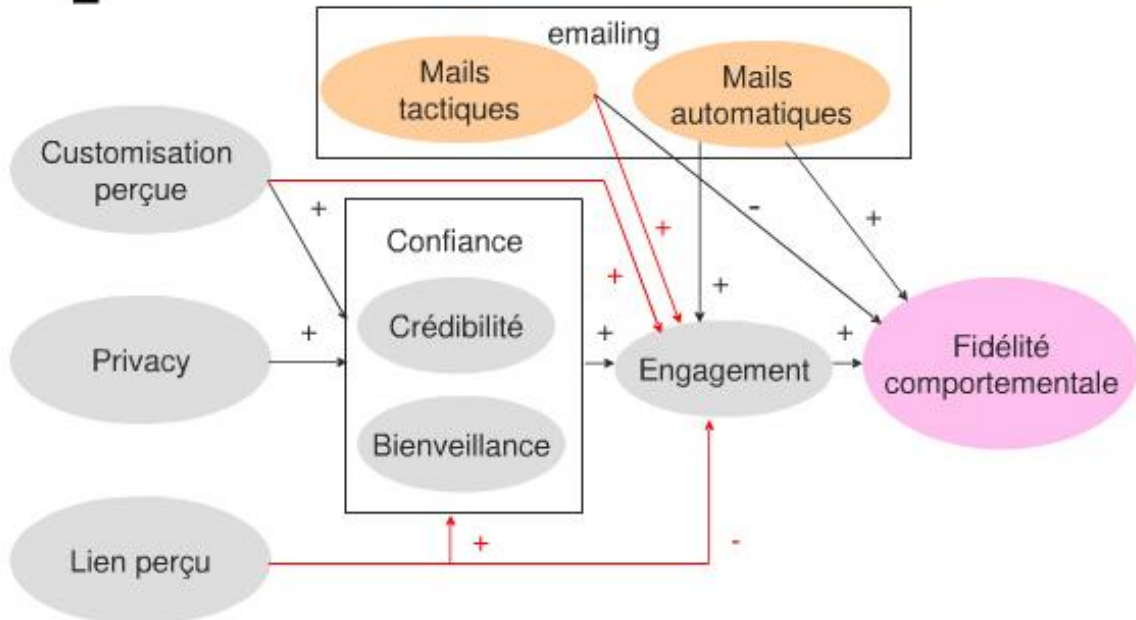 emailing
Mails
tactiques
Mails
automatiques
Customisation
perçue
+
-
+
Confiance
+
+
+
Crédibilité
Privacy
+
+
Engagement
+
Fidélité
comportementale
Bienveillance
Lien perçu
+
-